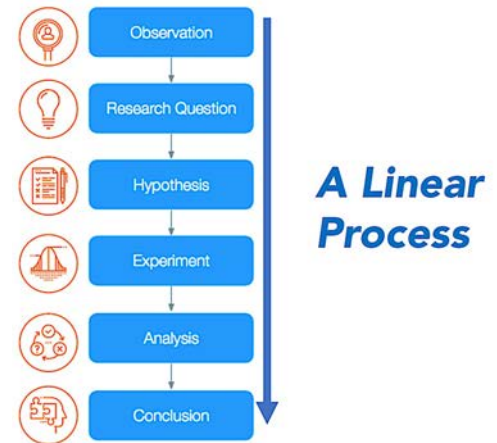 Observation
Research Question
Hypothesis
Experiment
Analysis
Conclusion
A Linear
Process